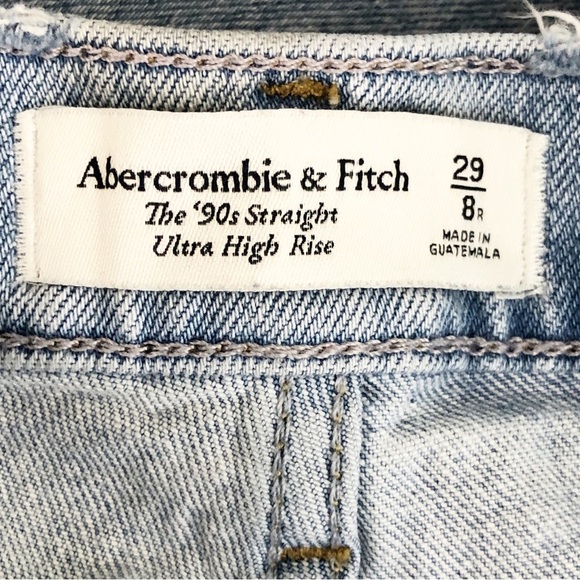 Abercrombie & Fitch
The ‘90s Straight
Ultra High Rise
29
8R
MADE IN
GUATEMALA